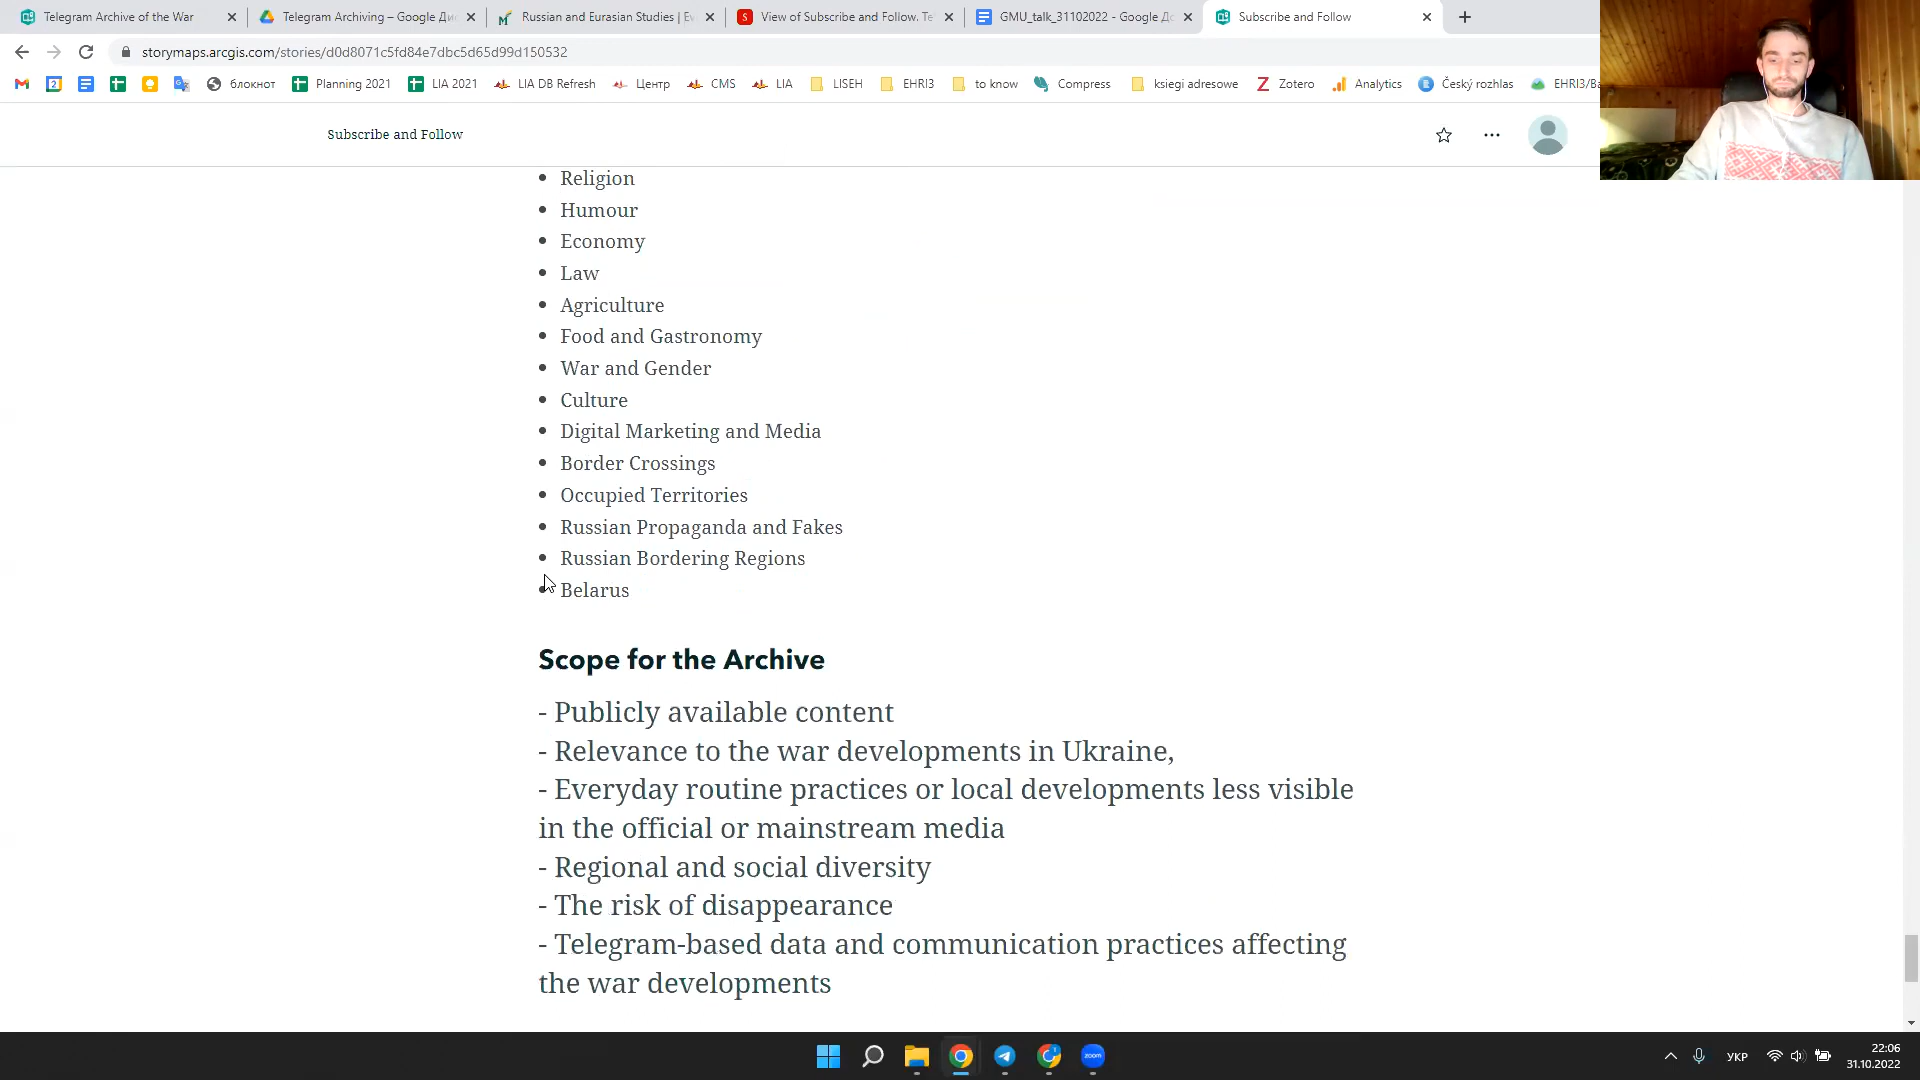 Telegram Archive of the War
Telegram Archiving – Google Ди
Russian and Eurasian Studies | Ev
View of Subscribe and Follow. Te
GMU_talk_31102022 - Google До
Subscribe and Follow
storymaps.arcgis.com/stories/d0d8071c5fd84e7dbc5d65d99d150532
блокнот
Planning 2021
LIA 2021
LIA DB Refresh
Центр
CMS
LIA
LISEH
EHRI3
to know
Compress
ksiegi adresowe
Zotero
Analytics
Český rozhlas
EHRI3/Ba
Subscribe and Follow
• Religion
• Humour
• Economy
• Law
• Agriculture
• Food and Gastronomy
• War and Gender
• Culture
• Digital Marketing and Media
• Border Crossings
• Occupied Territories
• Russian Propaganda and Fakes
• Russian Bordering Regions
• Belarus
Scope for the Archive
- Publicly available content
- Relevance to the war developments in Ukraine,
- Everyday routine practices or local developments less visible
in the official or mainstream media
- Regional and social diversity
- The risk of disappearance
- Telegram-based data and communication practices affecting
the war developments
zoom
УКР
22:06
31.10.2022